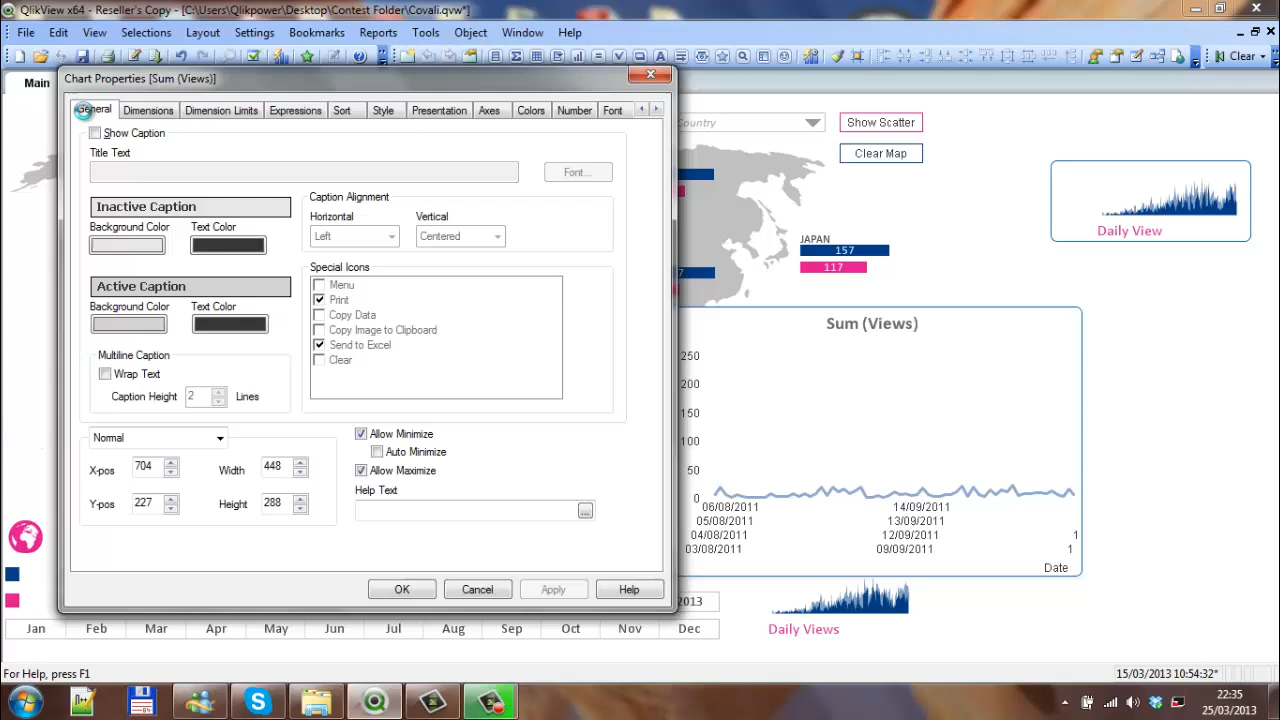 QlikView x64 - Reseller's Copy - [C:\Users\Qlikpower\Desktop\Contest Folder\Covali.qvw*]
File Edit View Selections Layout Settings Bookmarks Reports Tools Object Window Help
Clear
Main
Chart Properties [Sum (Views)]
General Dimensions Dimension Limits Expressions Sort Style Presentation Axes Colors Number Font
Show Caption
Title Text
Font...
Inactive Caption
Background Color Text Color
Caption Alignment
Horizontal Vertical
Left Centered
Special Icons
Menu
Print
Copy Data
Copy Image to Clipboard
Send to Excel
Clear
Active Caption
Background Color Text Color
Multiline Caption
Wrap Text
Caption Height 2 Lines
Normal
X-pos 704 Width 448
Y-pos 227 Height 288
Allow Minimize
Auto Minimize
Allow Maximize
Help Text
...
OK Cancel Apply Help
Country
Show Scatter
Clear Map
JAPAN
157
117
7
Daily View
Sum (Views)
250
200
150
100
50
0
06/08/2011 14/09/2011
05/08/2011 13/09/2011
04/08/2011 12/09/2011 1
03/08/2011 09/09/2011 1
Date
2013
Daily Views
Jan Feb Mar Apr May Jun Jul Aug Sep Oct Nov Dec
For Help, press F1
15/03/2013 10:54:32*
22:35
25/03/2013